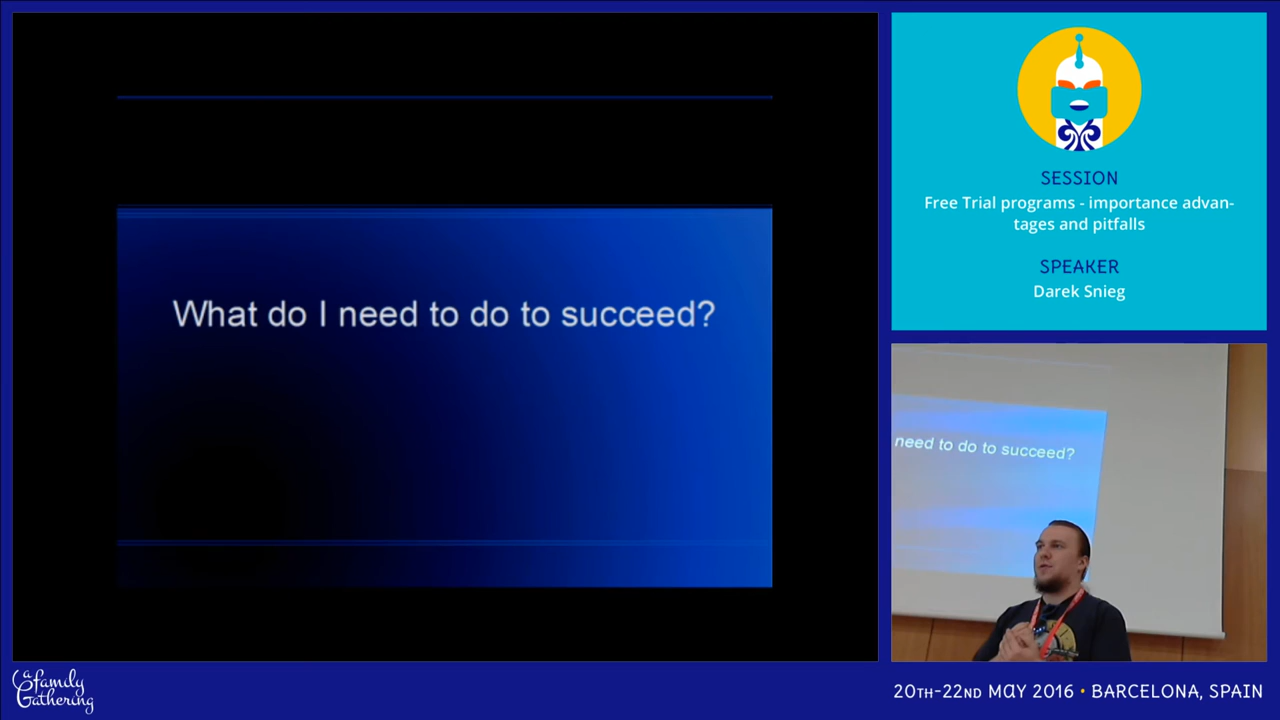 What do I need to do to succeed?
SESSION
Free Trial programs - importance advan-
tages and pitfalls
SPEAKER
Darek Snieg
need to do to succeed?
a family
Gathering
20TH-22ND MAY 2016 • BARCELONA, SPAIN